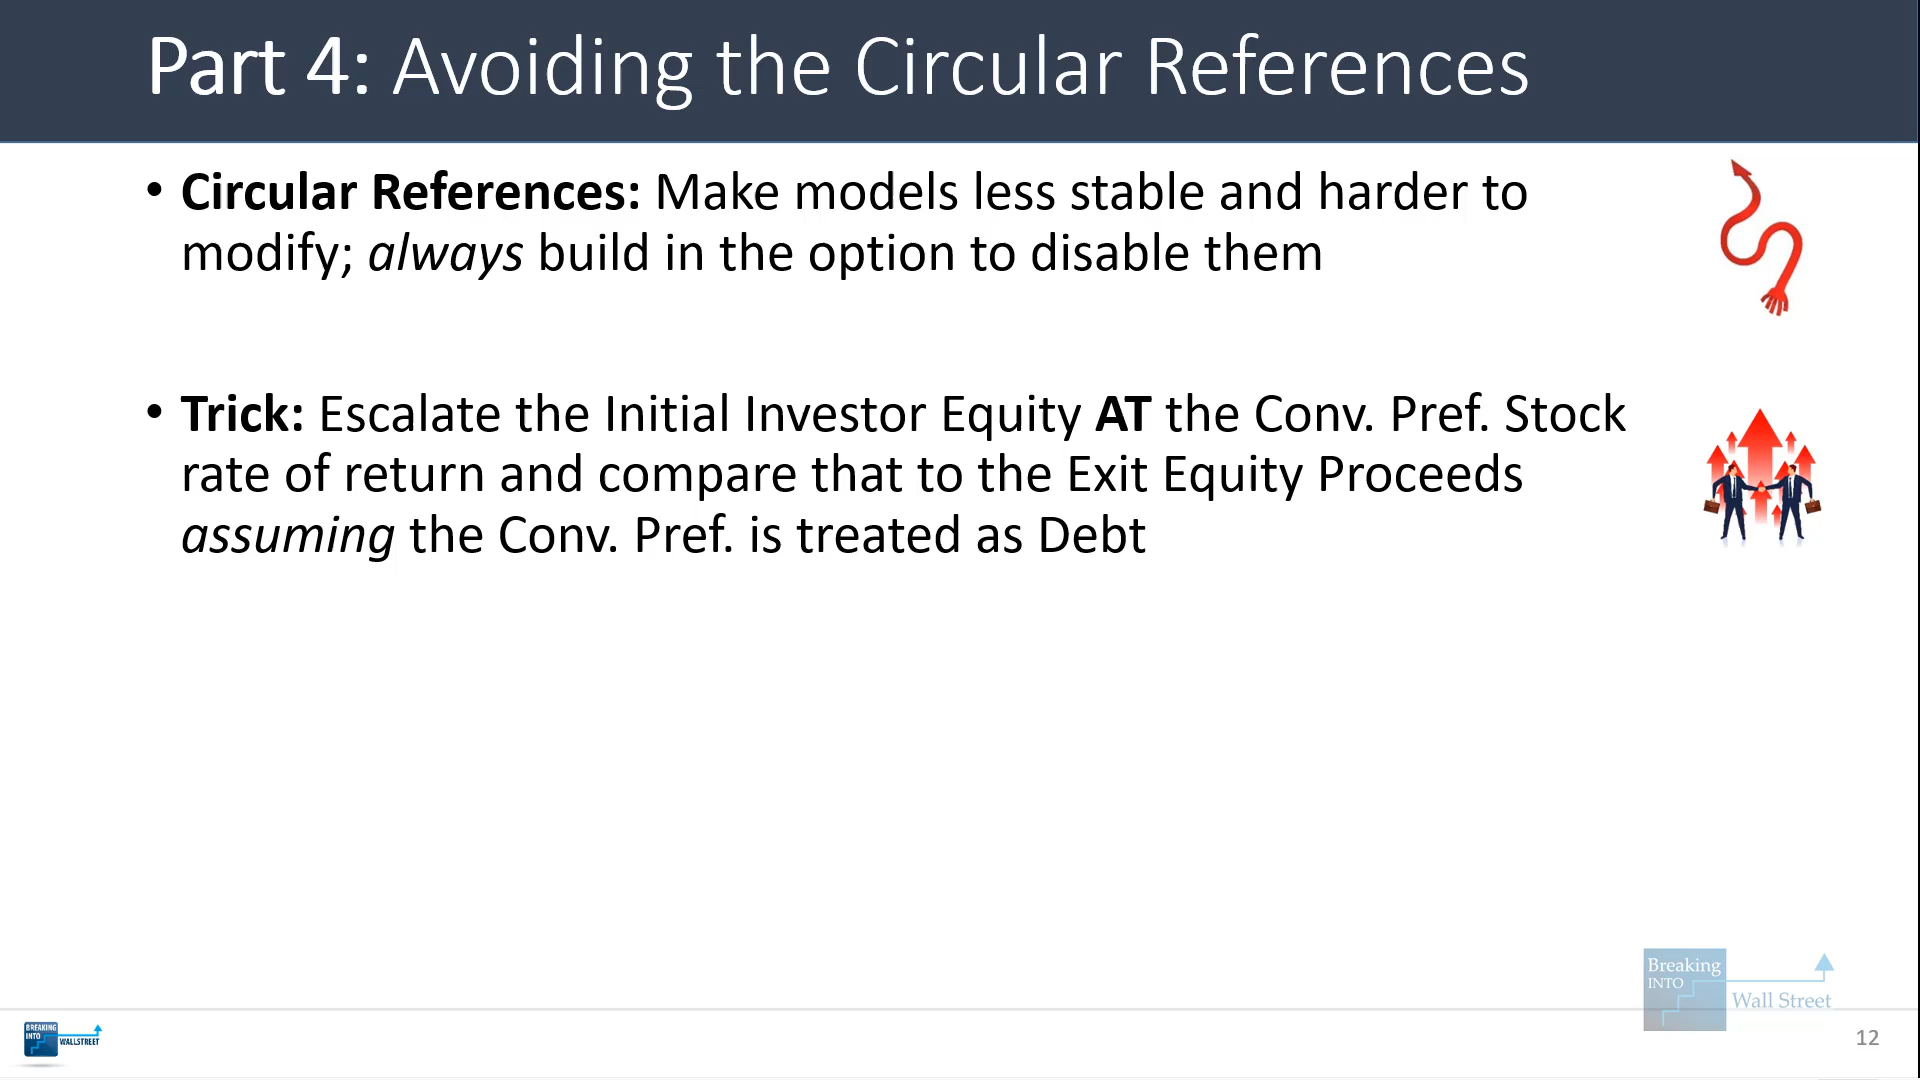 Part 4: Avoiding the Circular References
• Circular References: Make models less stable and harder to
modify; always build in the option to disable them
• Trick: Escalate the Initial Investor Equity AT the Conv. Pref. Stock
rate of return and compare that to the Exit Equity Proceeds
assuming the Conv. Pref. is treated as Debt
Breaking
INTO
Wall Street
BREAKING
INTO
WALLSTREET
12